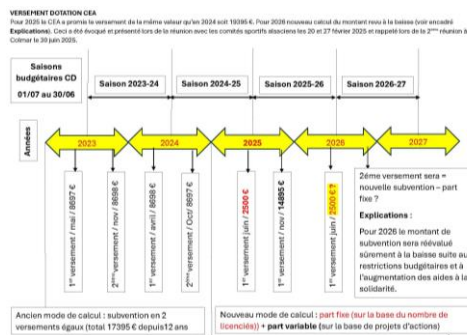 VERSEMENT DOTATION CEA
Pour 2025 la CEA a promis le versement de la même valeur qu'en 2024 soit 19395 €. Pour 2026 nouveau calcul du montant revu à la baisse (voir encadré
Explications). Ceci a été évoqué et présenté lors de la réunion avec les comités sportifs alsaciens les 20 et 27 février 2025 et rappelé lors de la 2ème réunion à
Colmar le 30 juin 2025.
Saisons
budgétaires CD
01/07 au 30/06
Saison 2023-24
Saison 2024-25
Saison 2025-26
Saison 2026-27
Années
2023
2024
2025
2026
2027
1er versement / mai / 8697 €
2ème versement / nov / 8698 €
1er versement / avril / 8698 €
2ème versement / Oct/ 8697 €
1er versement juin / 2500 €
1er versement / nov / 14895 €
1er versement juin / 2500 € ?
2éme versement sera =
nouvelle subvention – part
fixe ?
Explications :
Pour 2026 le montant de
subvention sera réévalué
sûrement à la baisse suite au
restrictions budgétaires et à
l'augmentation des aides à la
solidarité.
Ancien mode de calcul : subvention en 2
versements égaux (total 17395 € depuis12 ans
Nouveau mode de calcul : part fixe (sur la base du nombre de
licenciés)) + part variable (sur la base de projets d'actions)